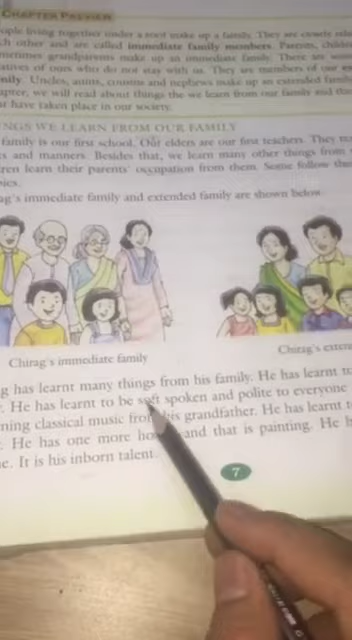 CHAPTER PREVIEW
ople living together under a roof make up a family. They are closely rela
ch other and are called immediate family members. Parents, children
metimes grandparents make up an immediate family. There are some
atives of ours who do not stay with us. They are members of our ex
mily. Uncles, aunts, cousins and nephews make up an extended family
apter, we will read about things the we learn from our family and the
at have taken place in our society.
NGS WE LEARN FROM OUR FAMILY
family is our first school. Our elders are our first teachers. They tea
s and manners. Besides that, we learn many other things from
ren learn their parents' occupation from them. Some follow the
ag's immediate family and extended family are shown below.
Chirag's immediate family
Chirag's exten
g has learnt many things from his family. He has learnt to
. He has learnt to be soft spoken and polite to everyone
ning classical music from his grandfather. He has learnt t
. He has one more and that is painting. He h
e. It is his inborn talent.
7